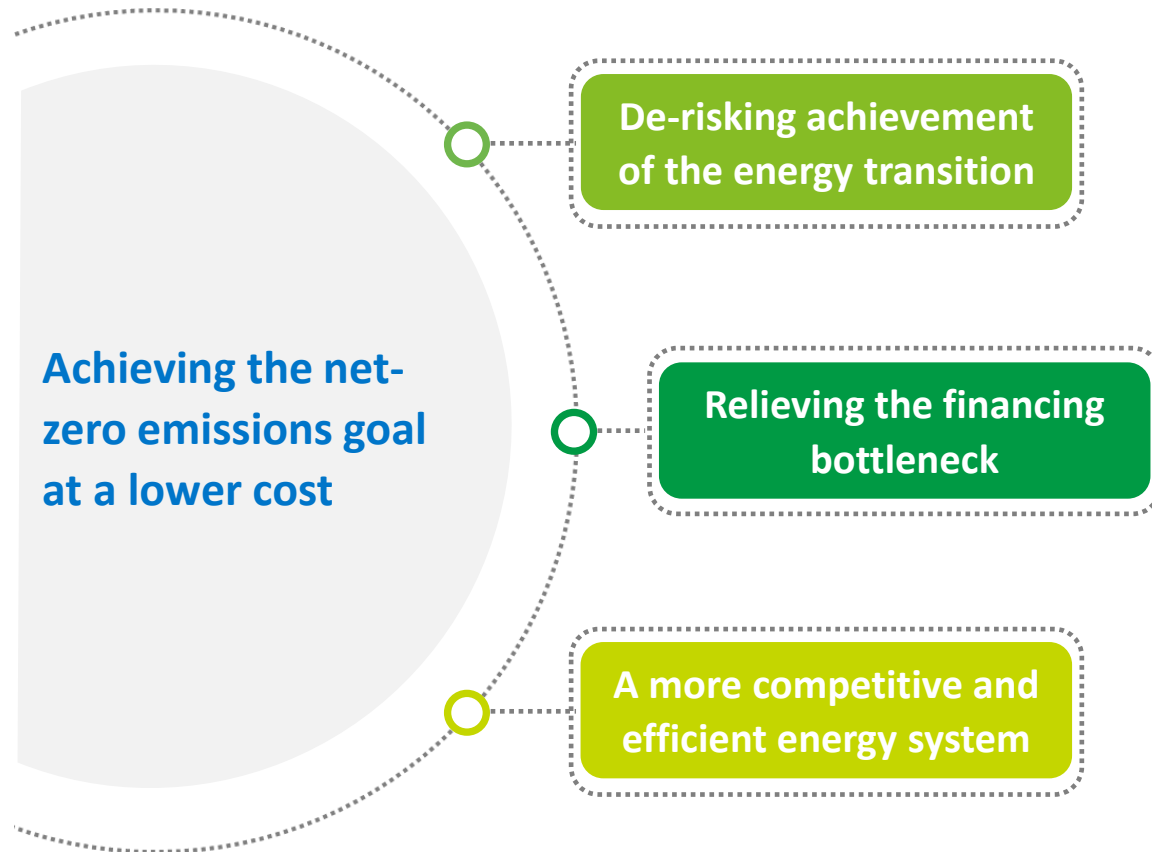 De-risking achievement
of the energy transition
Achieving the net-
zero emissions goal
at a lower cost
Relieving the financing
bottleneck
A more competitive and
efficient energy system